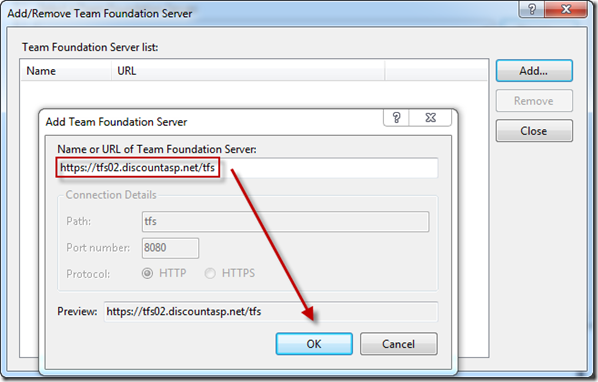 Add/Remove Team Foundation Server
Team Foundation Server list:
Name URL
Add...
Remove
Close
Add Team Foundation Server
Name or URL of Team Foundation Server:
https://tfs02.discountasp.net/tfs
Connection Details
Path: tfs
Port number: 8080
Protocol: HTTP HTTPS
Preview: https://tfs02.discountasp.net/tfs
OK Cancel